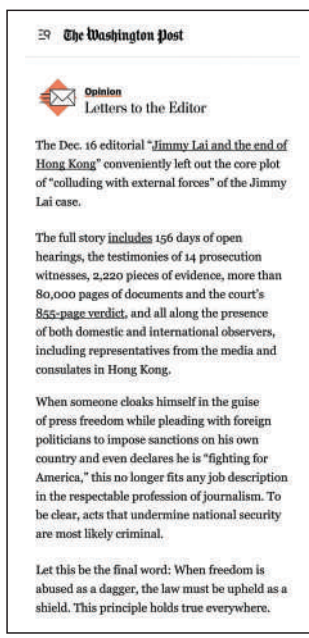 The Washington Post
Opinion
Letters to the Editor
The Dec. 16 editorial “Jimmy Lai and the end of
Hong Kong” conveniently left out the core plot
of “colluding with external forces” of the Jimmy
Lai case.
The full story includes 156 days of open
hearings, the testimonies of 14 prosecution
witnesses, 2,220 pieces of evidence, more than
80,000 pages of documents and the court’s
855-page verdict, and all along the presence
of both domestic and international observers,
including representatives from the media and
consulates in Hong Kong.
When someone cloaks himself in the guise
of press freedom while pleading with foreign
politicians to impose sanctions on his own
country and even declares he is “fighting for
America,” this no longer fits any job description
in the respectable profession of journalism. To
be clear, acts that undermine national security
are most likely criminal.
Let this be the final word: When freedom is
abused as a dagger, the law must be upheld as a
shield. This principle holds true everywhere.